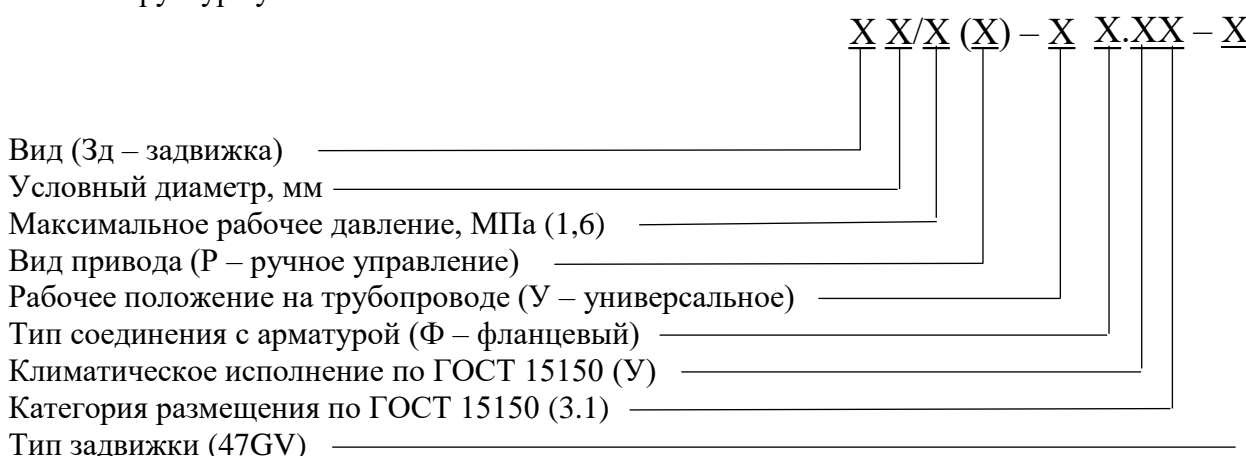 Х Х/Х (Х) – Х Х.ХХ – Х
Вид (Зд – задвижка)
Условный диаметр, мм
Максимальное рабочее давление, МПа (1,6)
Вид привода (Р – ручное управление)
Рабочее положение на трубопроводе (У – универсальное)
Тип соединения с арматурой (Ф – фланцевый)
Климатическое исполнение по ГОСТ 15150 (У)
Категория размещения по ГОСТ 15150 (3.1)
Тип задвижки (47GV)